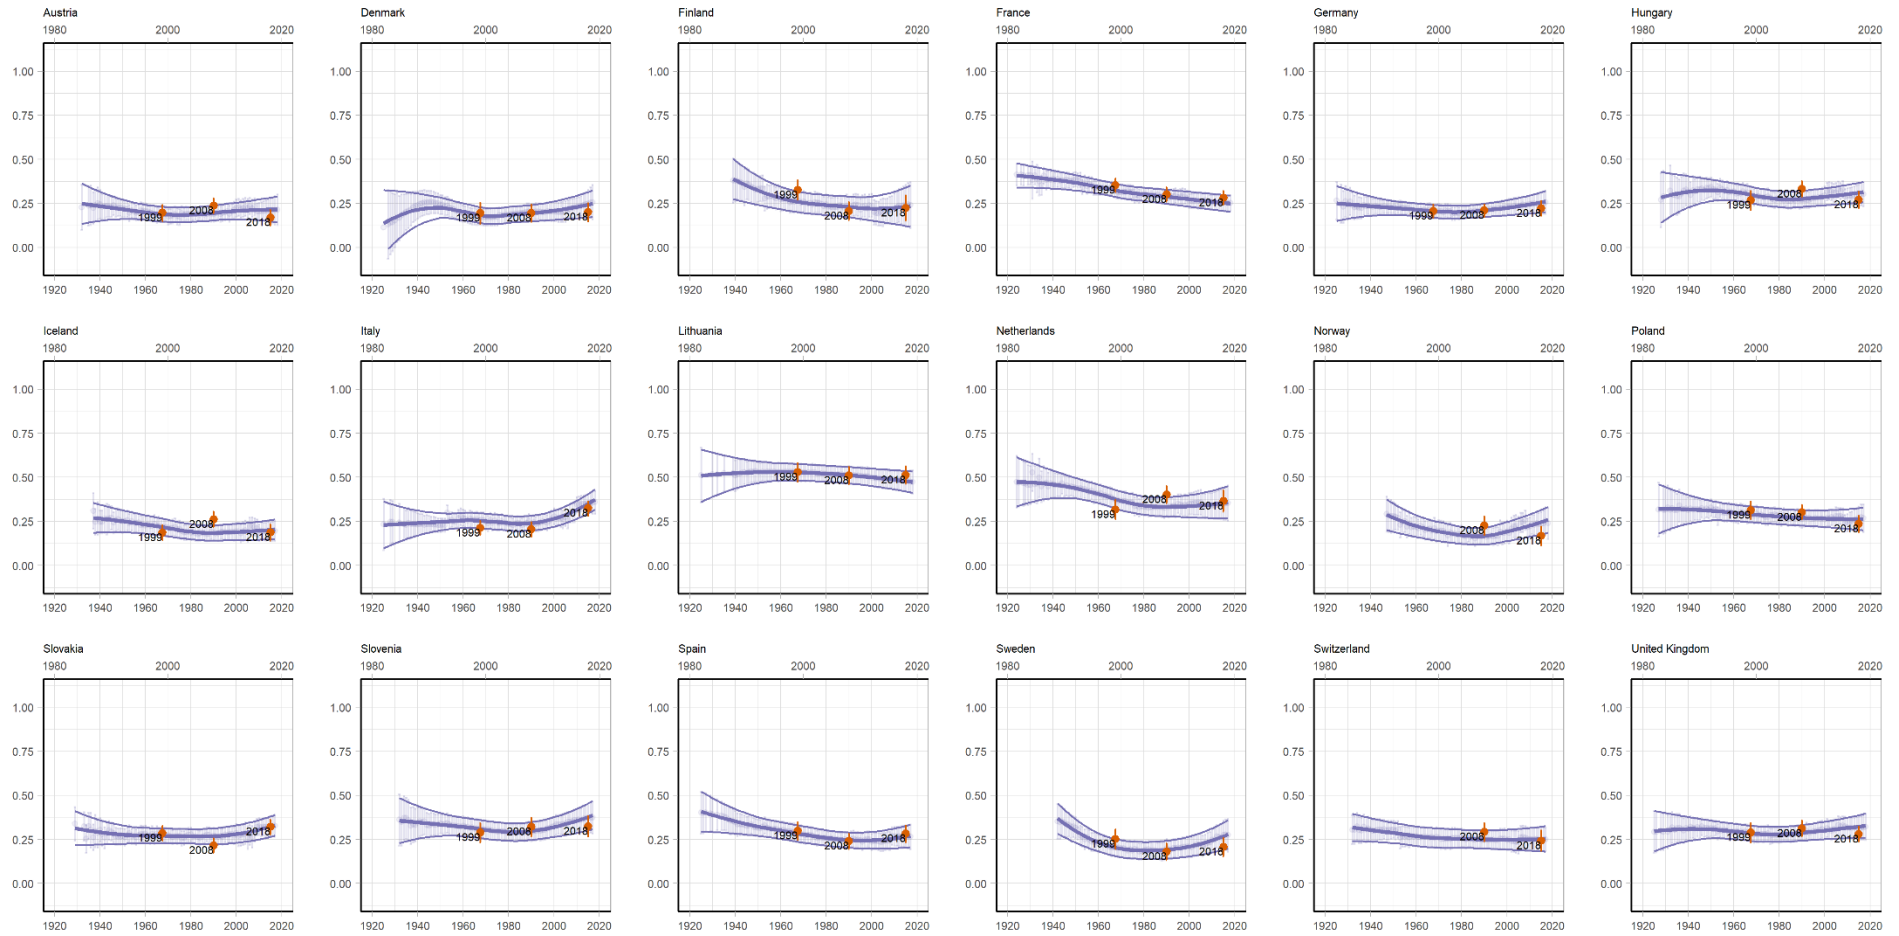 Austria Denmark Finland France Germany Hungary
1980 2000 2020 1980 2000 2020 1980 2000 2020 1980 2000 2020 1980 2000 2020 1980 2000 2020
1.00 1.00 1.00 1.00 1.00 1.00
0.75 0.75 0.75 0.75 0.75 0.75
0.50 0.50 0.50 0.50 0.50 0.50
0.25 1999 2008 2018 0.25 1999 2008 2018 0.25 1999 2008 2018 0.25 1999 2008 2018 0.25 1999 2008 2018 0.25 1999 2008 2018
0.00 0.00 0.00 0.00 0.00 0.00
1920 1940 1960 1980 2000 2020 1920 1940 1960 1980 2000 2020 1920 1940 1960 1980 2000 2020 1920 1940 1960 1980 2000 2020 1920 1940 1960 1980 2000 2020 1920 1940 1960 1980 2000 2020
Iceland Italy Lithuania Netherlands Norway Poland
1980 2000 2020 1980 2000 2020 1980 2000 2020 1980 2000 2020 1980 2000 2020 1980 2000 2020
1.00 1.00 1.00 1.00 1.00 1.00
0.75 0.75 0.75 0.75 0.75 0.75
0.50 0.50 0.50 1999 2008 2018 0.50 1999 2008 2018 0.50 0.50
0.25 1999 2008 2018 0.25 1999 2008 2018 0.25 0.25 0.25 2008 2018 0.25 1999 2008 2018
0.00 0.00 0.00 0.00 0.00 0.00
1920 1940 1960 1980 2000 2020 1920 1940 1960 1980 2000 2020 1920 1940 1960 1980 2000 2020 1920 1940 1960 1980 2000 2020 1920 1940 1960 1980 2000 2020 1920 1940 1960 1980 2000 2020
Slovakia Slovenia Spain Sweden Switzerland United Kingdom
1980 2000 2020 1980 2000 2020 1980 2000 2020 1980 2000 2020 1980 2000 2020 1980 2000 2020
1.00 1.00 1.00 1.00 1.00 1.00
0.75 0.75 0.75 0.75 0.75 0.75
0.50 0.50 0.50 0.50 0.50 0.50
0.25 1999 2008 2018 0.25 1999 2008 2018 0.25 1999 2008 2018 0.25 1999 2008 2018 0.25 2008 2018 0.25 1999 2008 2018
0.00 0.00 0.00 0.00 0.00 0.00
1920 1940 1960 1980 2000 2020 1920 1940 1960 1980 2000 2020 1920 1940 1960 1980 2000 2020 1920 1940 1960 1980 2000 2020 1920 1940 1960 1980 2000 2020 1920 1940 1960 1980 2000 2020